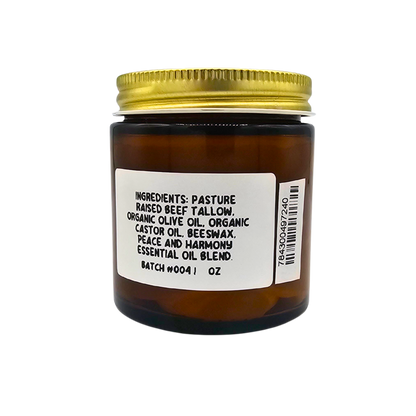 INGREDIENTS: PASTURE
RAISED BEEF TALLOW,
ORGANIC OLIVE OIL, ORGANIC
CASTOR OIL, BEESWAX,
PEACE AND HARMONY
ESSENTIAL OIL BLEND.
BATCH #0041 OZ
784300497240